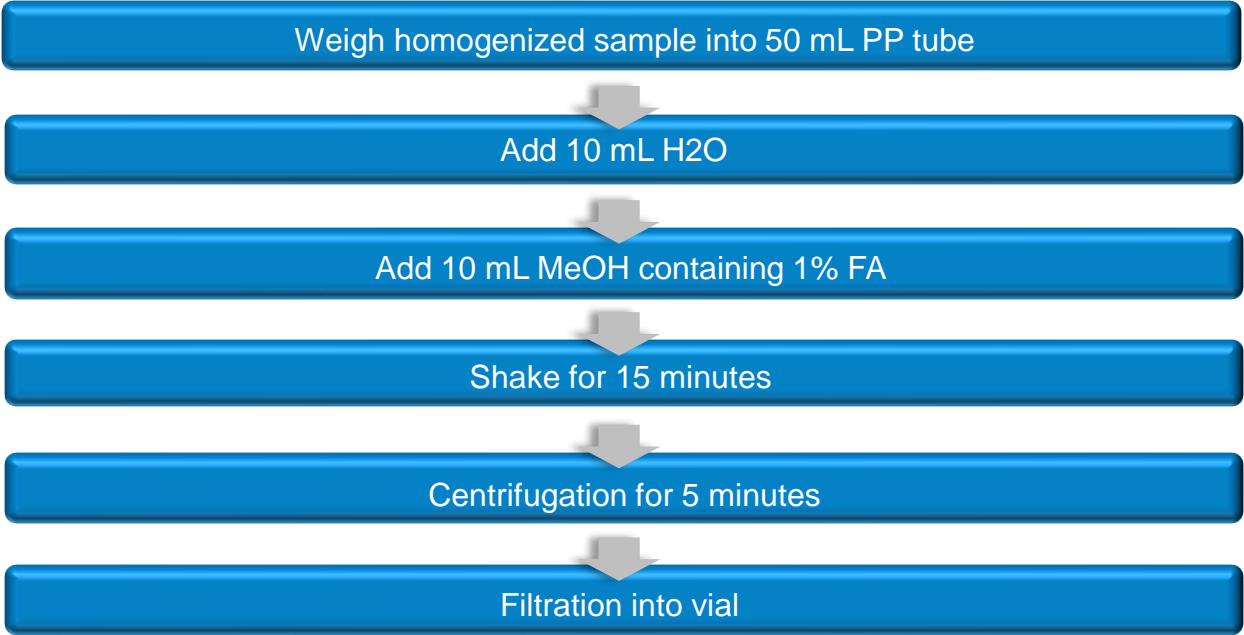 Weigh homogenized sample into 50 mL PP tube
Add 10 mL H2O
Add 10 mL MeOH containing 1% FA
Shake for 15 minutes
Centrifugation for 5 minutes
Filtration into vial